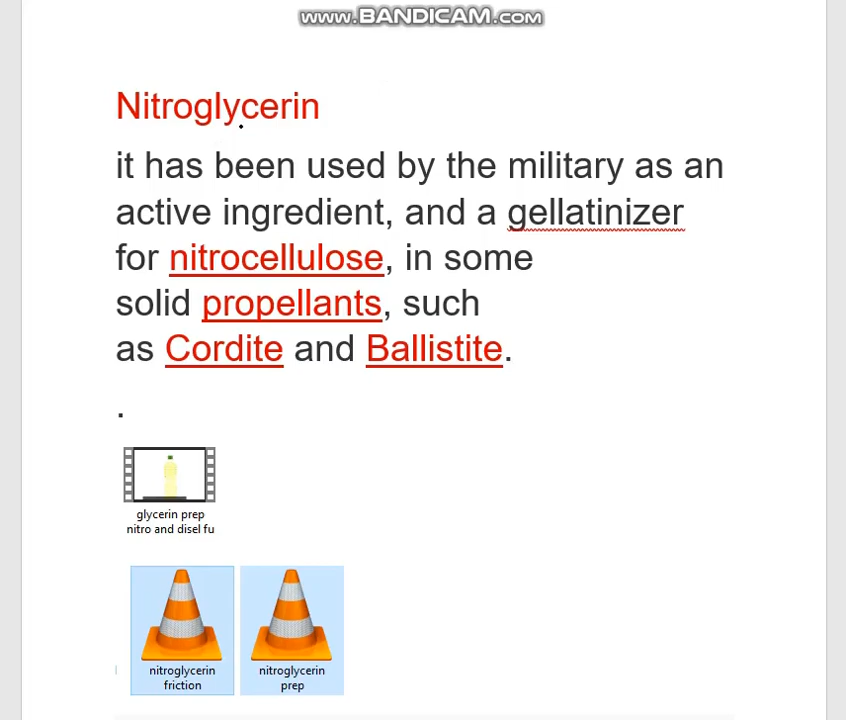 www.BANDICAM.com
Nitroglycerin
it has been used by the military as an
active ingredient, and a gellatinizer
for nitrocellulose, in some
solid propellants, such
as Cordite and Ballistite.
.
glycerin prep
nitro and disel fu
nitroglycerin
friction
nitroglycerin
prep